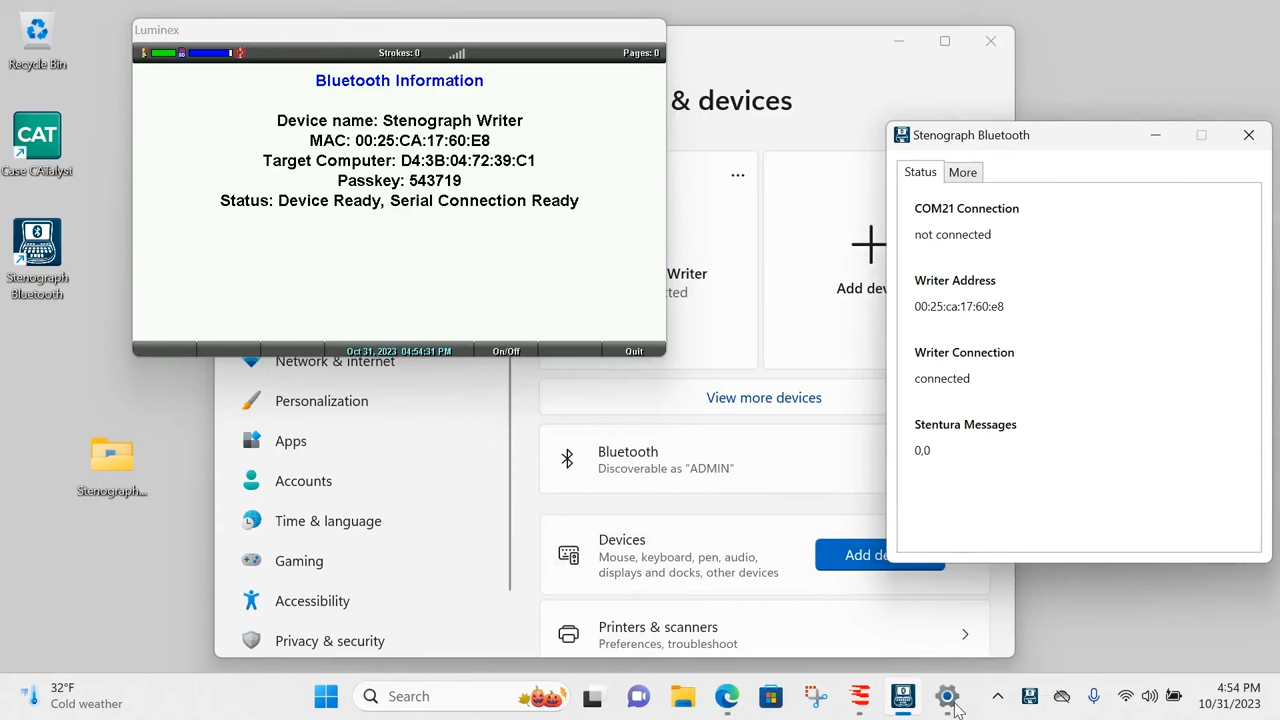 Recycle Bin
CAT
Case CATalyst
Stenograph
Bluetooth
Stenograph...
Luminex
Strokes: 0
Pages: 0
Bluetooth Information
Device name: Stenograph Writer
MAC: 00:25:CA:17:60:E8
Target Computer: D4:3B:04:72:39:C1
Passkey: 543719
Status: Device Ready, Serial Connection Ready
Oct 31, 2023 04:54:31 PM
On/Off
Quit
& devices
Writer
Add dev
View more devices
Network & internet
Personalization
Apps
Accounts
Time & language
Gaming
Accessibility
Privacy & security
Bluetooth
Discoverable as "ADMIN"
Devices
Mouse, keyboard, pen, audio,
displays and docks, other devices
Add de
Printers & scanners
Preferences, troubleshoot
Stenograph Bluetooth
Status
More
COM21 Connection
not connected
Writer Address
00:25:ca:17:60:e8
Writer Connection
connected
Stentura Messages
0,0
32°F
Cold weather
Search
4:54 PM
10/31/2023